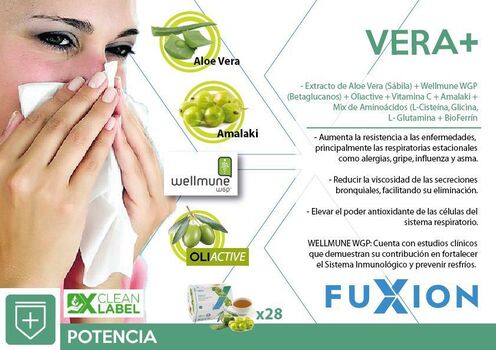 VERA+
Aloe Vera
Amalaki
wellmune
WGP
OLIACTIVE
- Extracto de Aloe Vera (Sábila) + Wellmune WGP
(Betaglucanos) + Oliactive + Vitamina C + Amalaki +
Mix de Aminoácidos (L-Cisteína, Glicina,
L- Glutamina + BioFerrín
- Aumenta la resistencia a las enfermedades,
principalmente las respiratorias estacionales
como alergias, gripe, influenza y asma.
- Reducir la viscosidad de las secreciones
bronquiales, facilitando su eliminación.
- Elevar el poder antioxidante de las células del
sistema respiratorio.
WELLMUNE WGP: Cuenta con estudios clínicos
que demuestran su contribución en fortalecer
el Sistema Inmunológico y prevenir resfríos.
CLEAN
LABEL
x28
FUXION
POTENCIA